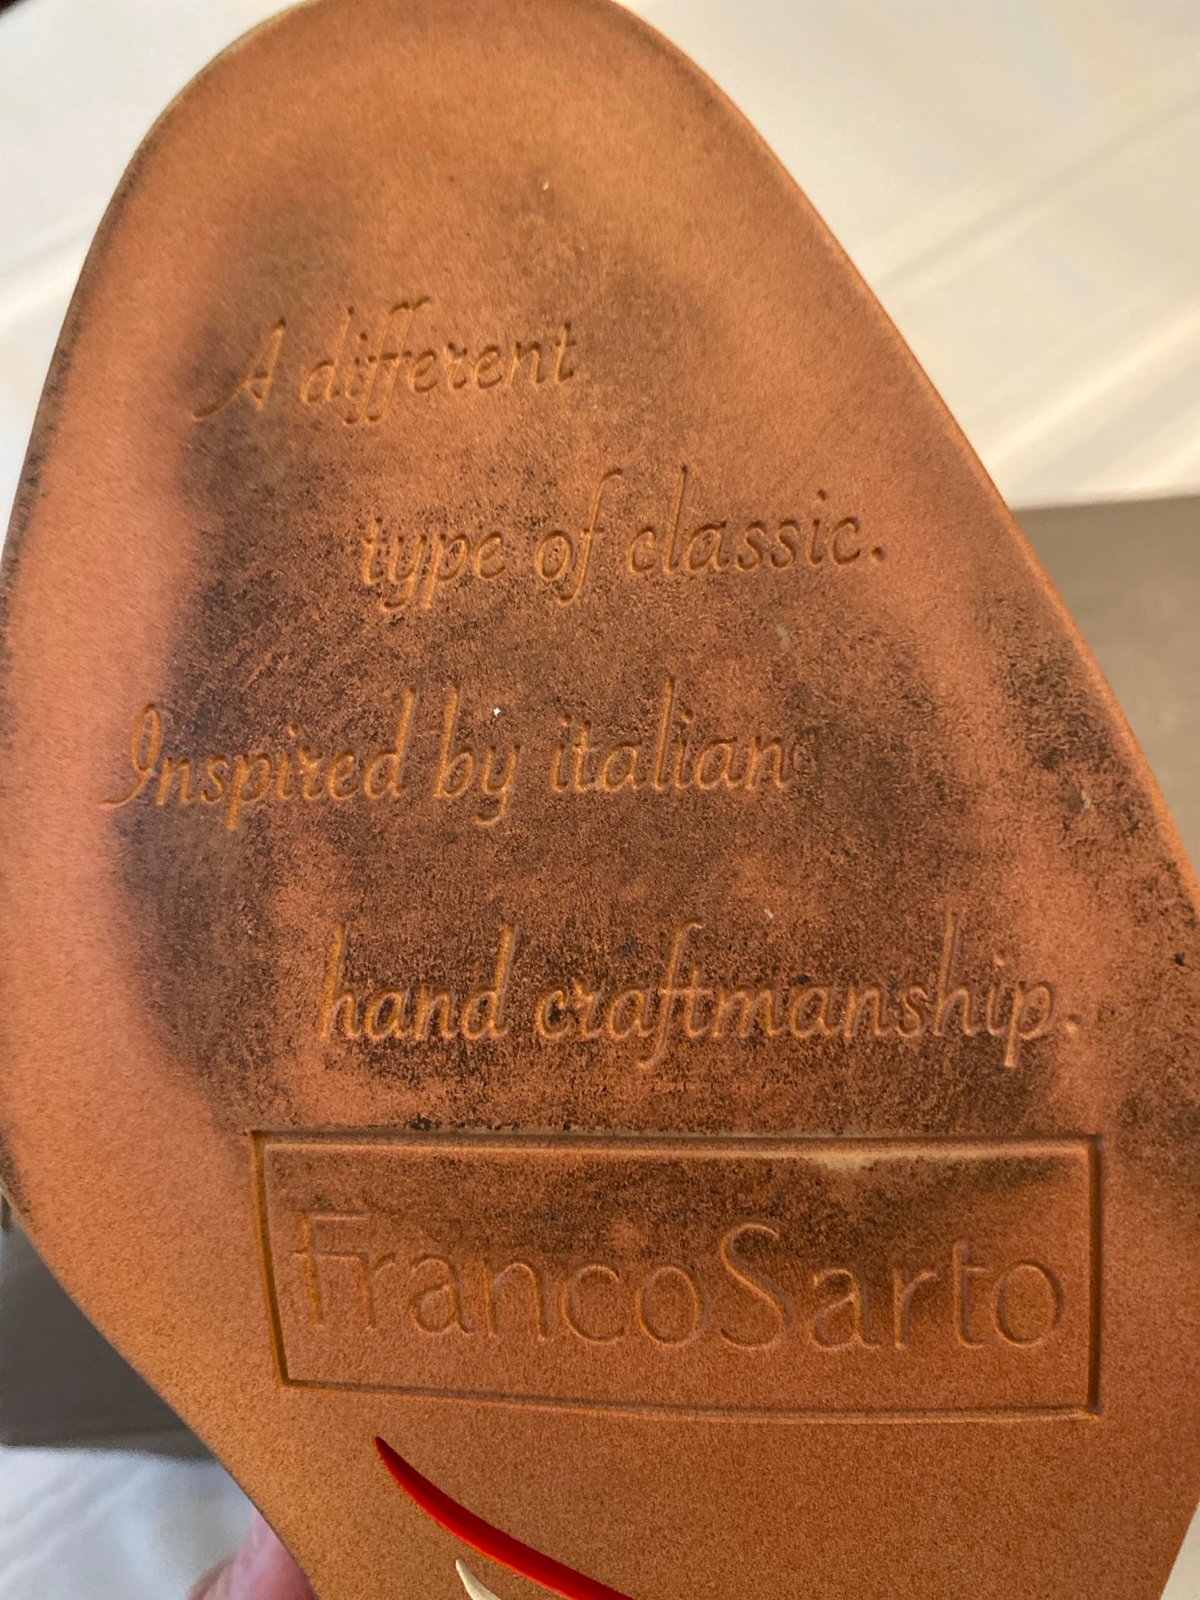 A different
type of classic.
Inspired by italian
hand craftmanship.
FrancoSarto